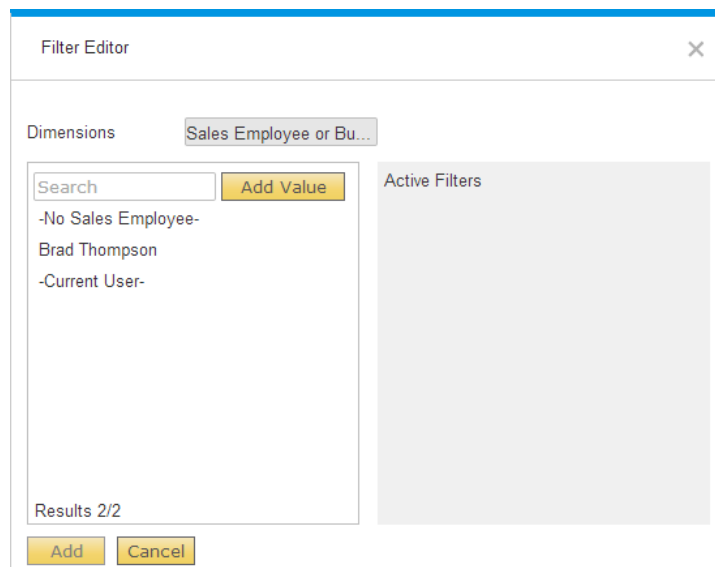 Filter Editor
Dimensions
Sales Employee or Bu...
Search
Add Value
-No Sales Employee-
Brad Thompson
-Current User-
Results 2/2
Active Filters
Add
Cancel